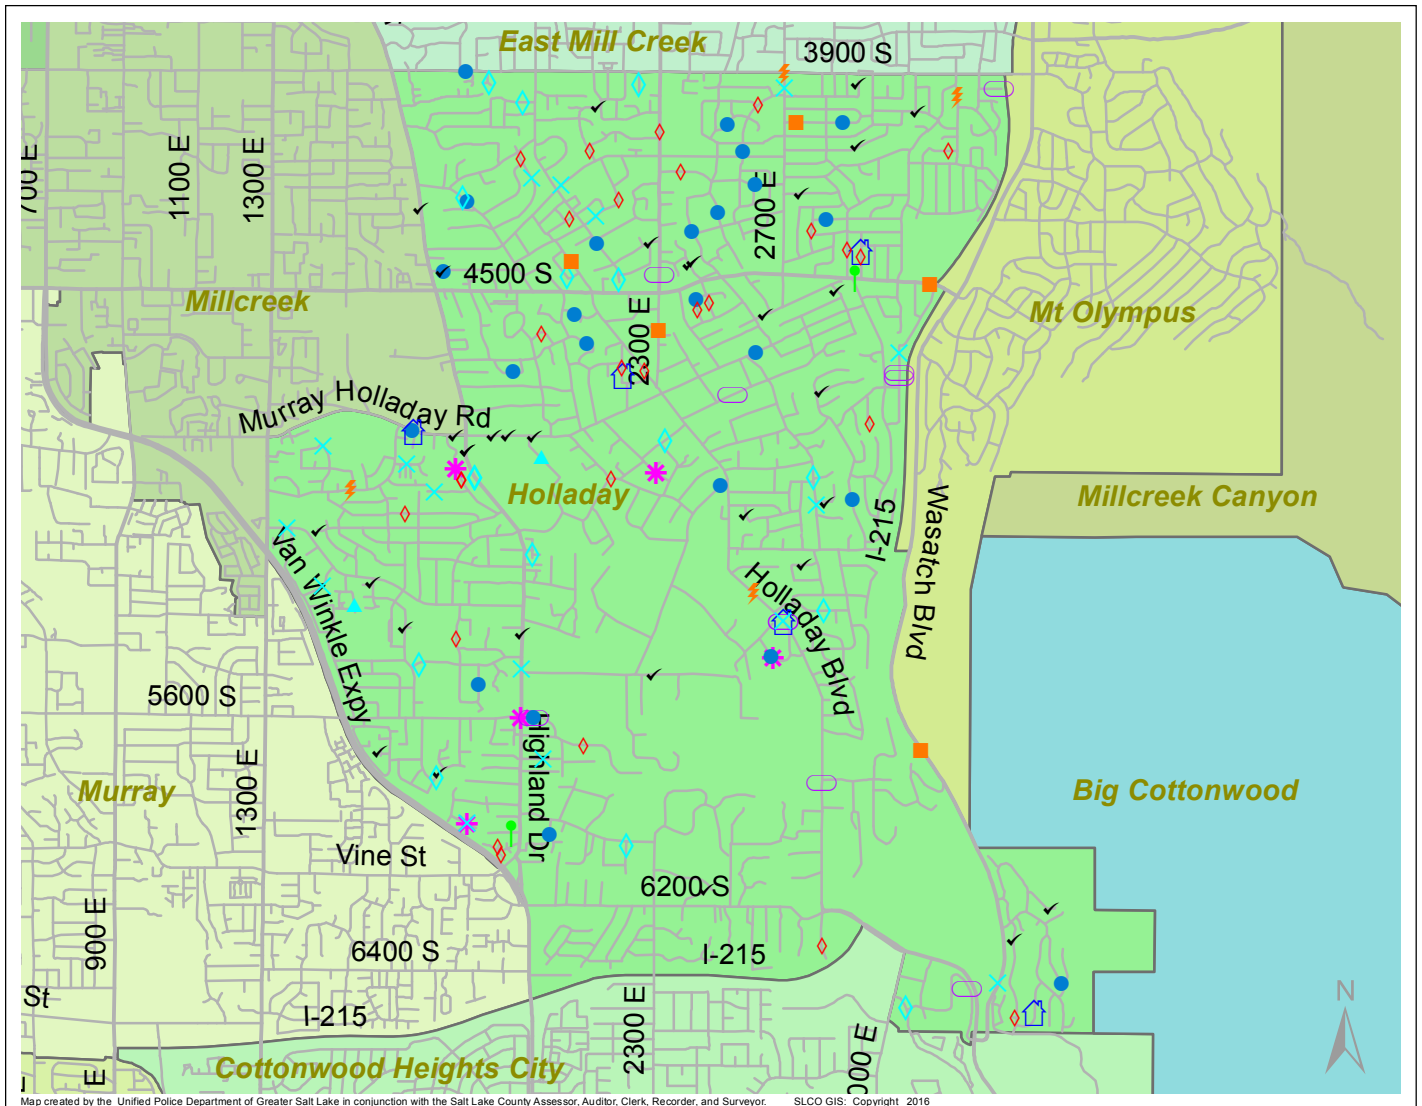 East Mill Creek
3900 S
700 E
1100 E
1300 E
2700 E
4500 S
Millcreek
Mt Olympus
2300 E
Murray Holladay Rd
Holladay
Millcreek Canyon
I-215
Wasatch Blvd
Van Winkle Expy
Holladay Blvd
5600 S
Highland Dr
Murray
1300 E
Big Cottonwood
Vine St
6200 S
900 E
6400 S
I-215
St
I-215
2300 E
N
000 E
Cottonwood Heights City
E
Map created by the Unified Police Department of Greater Salt Lake in conjunction with the Salt Lake County Assessor, Auditor, Clerk, Recorder, and Surveyor. SLCO GIS: Copyright 2016